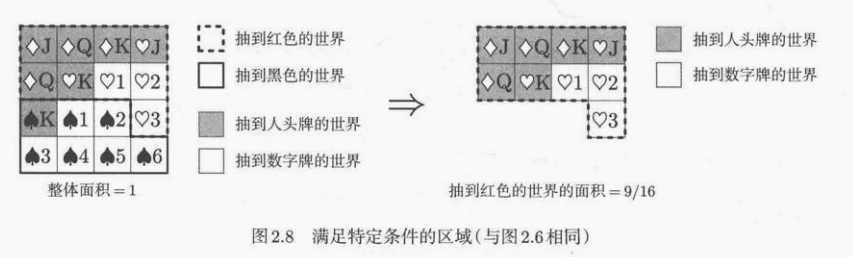 ♢J ♢Q ♢K ♡J
♢Q ♡K ♡1 ♡2
♠K ♠1 ♠2 ♡3
♠3 ♠4 ♠5 ♠6
整体面积=1
抽到红色的世界
抽到黑色的世界
抽到人头牌的世界
抽到数字牌的世界
⇒
♢J ♢Q ♢K ♡J
♢Q ♡K ♡1 ♡2
♡3
抽到红色的世界的面积=9/16
抽到人头牌的世界
抽到数字牌的世界
图2.8 满足特定条件的区域(与图2.6相同)